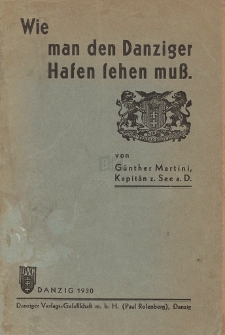 Wie
man den Danziger
Hafen sehen muß.
von
Günther Martini,
Kapitän z. See a. D.
DANZIG 1930
Danziger Verlags-Gesellschaft m. b. H. (Paul Rosenberg), Danzig